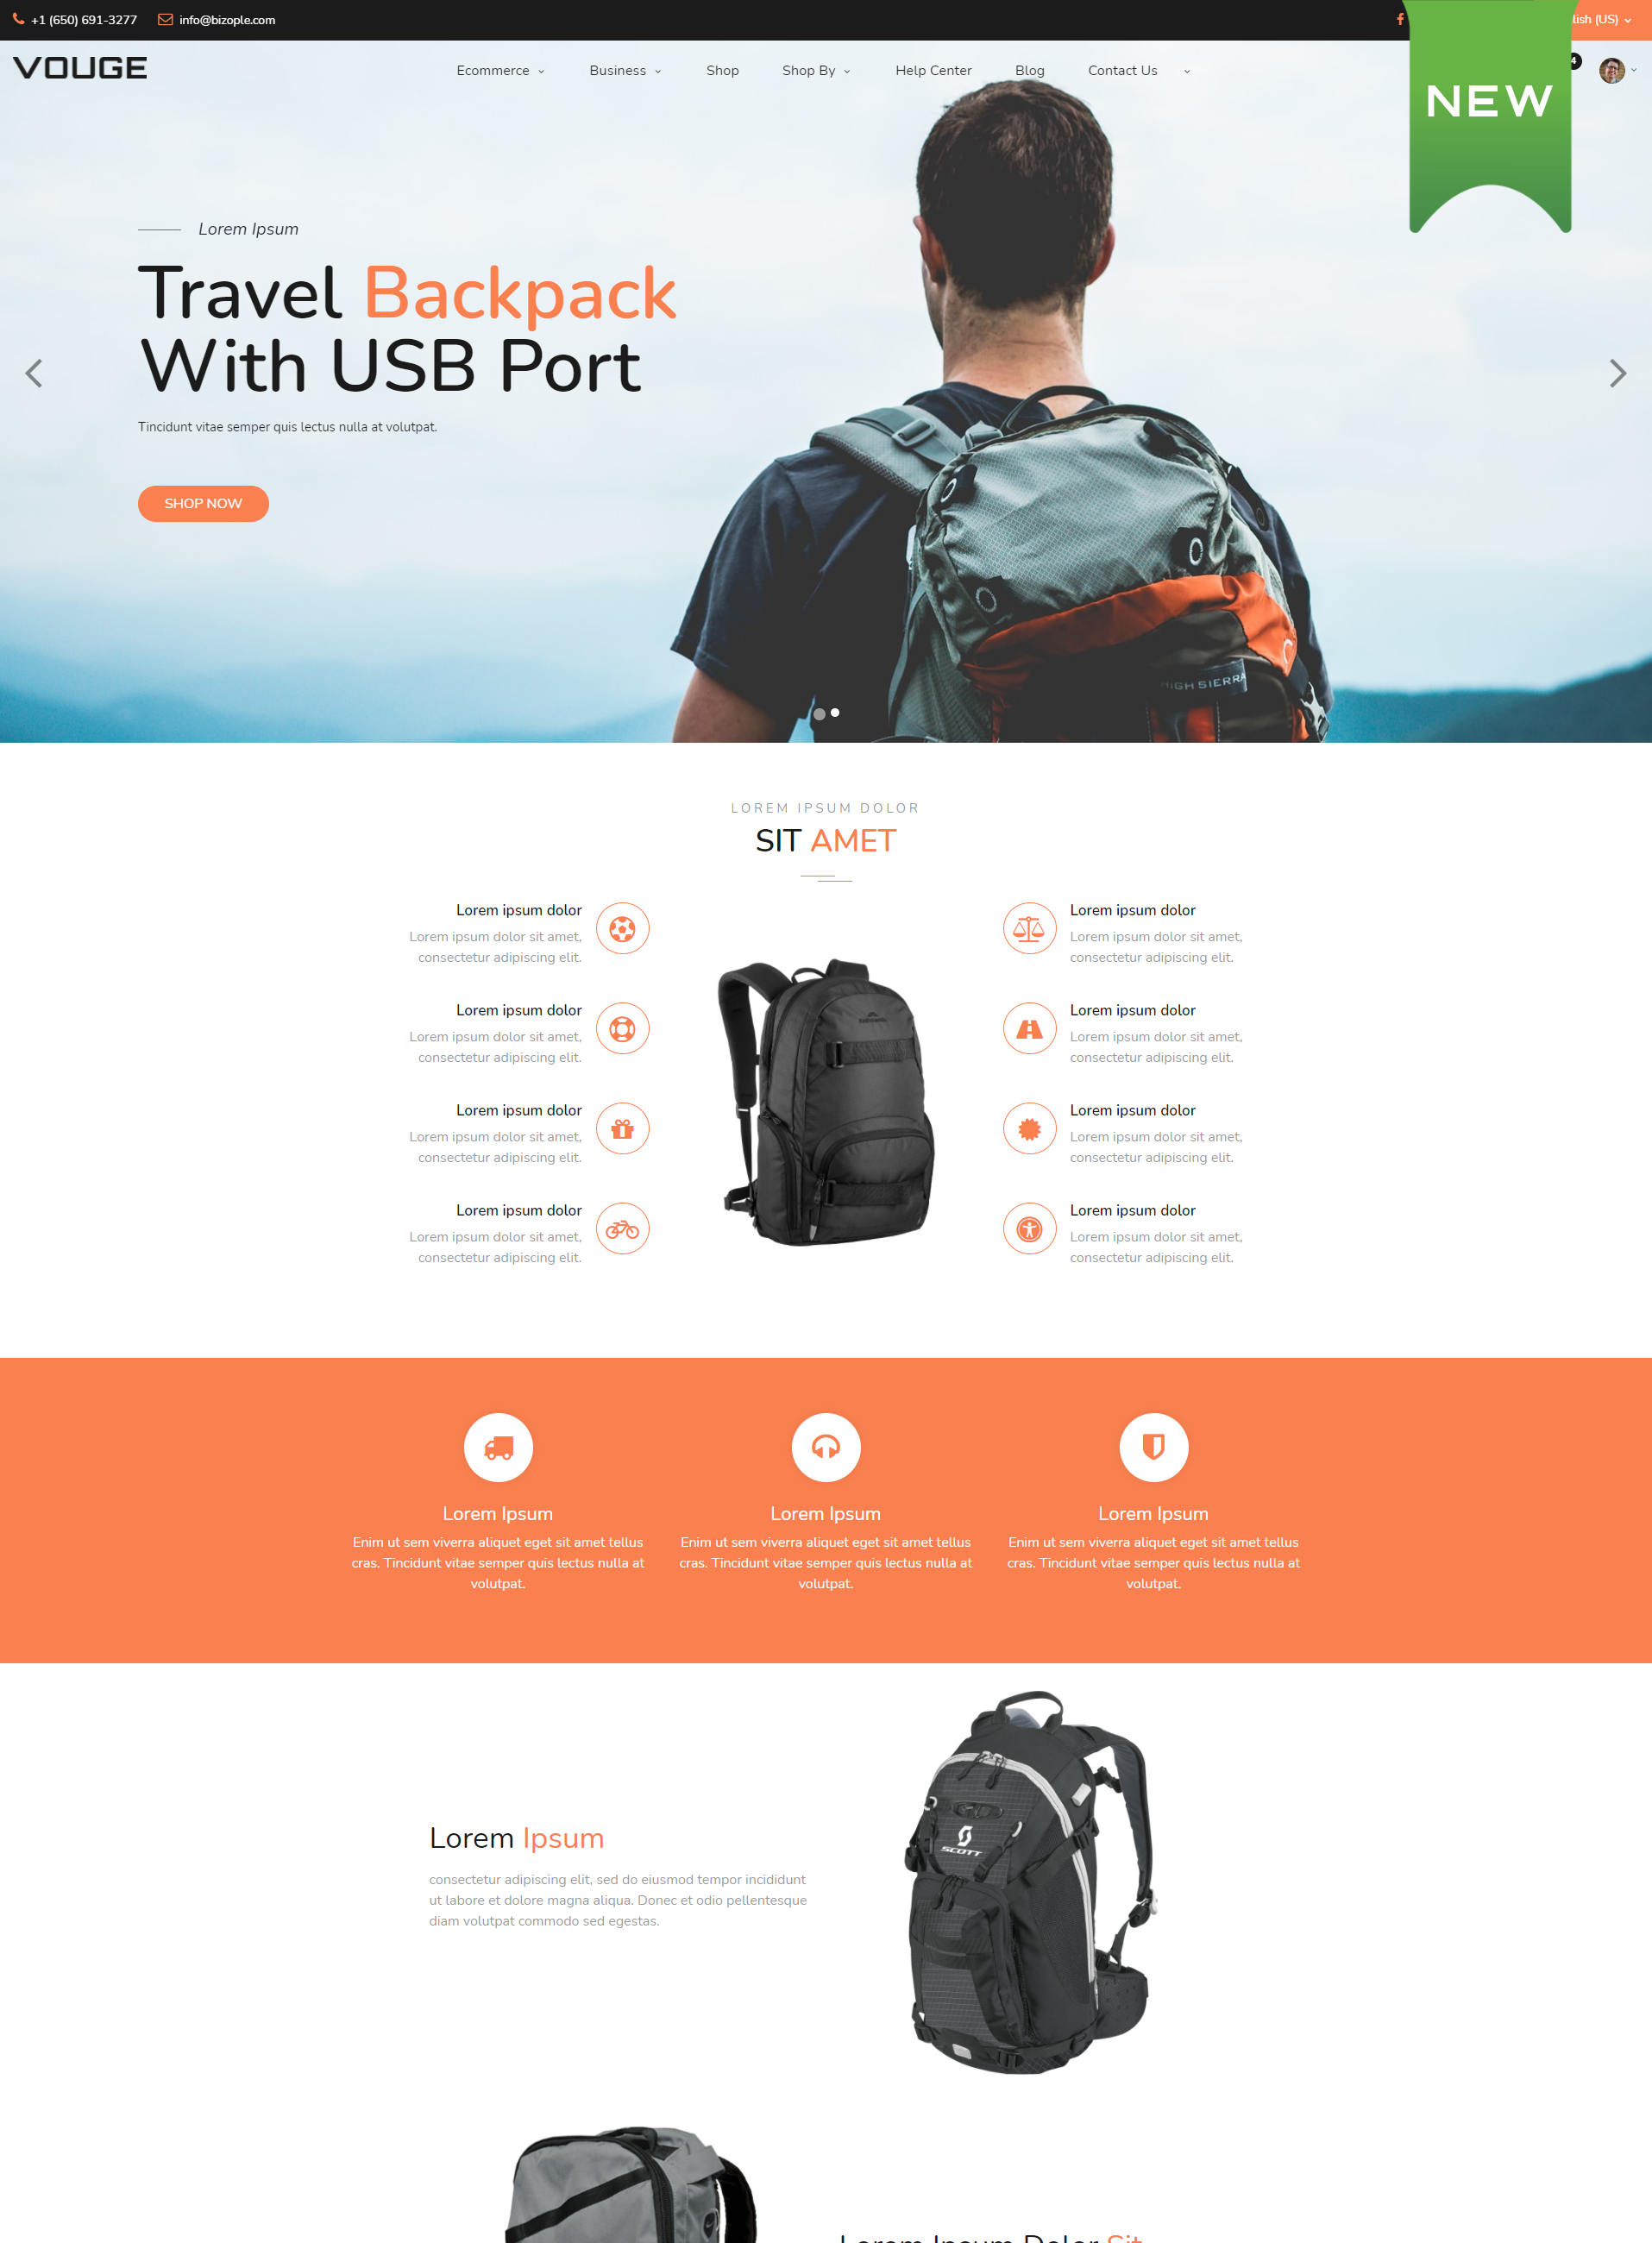 +1 (650) 691-3277 info@bizople.com
lish (US)
VOUGE
Ecommerce Business Shop Shop By Help Center Blog Contact Us
4
NEW
Lorem Ipsum
Travel Backpack
With USB Port
Tincidunt vitae semper quis lectus nulla at volutpat.
SHOP NOW
HIGH SIERRA
LOREM IPSUM DOLOR
SIT AMET
Lorem ipsum dolor
Lorem ipsum dolor sit amet,
consectetur adipiscing elit.
Lorem ipsum dolor
Lorem ipsum dolor sit amet,
consectetur adipiscing elit.
Lorem ipsum dolor
Lorem ipsum dolor sit amet,
consectetur adipiscing elit.
Lorem ipsum dolor
Lorem ipsum dolor sit amet,
consectetur adipiscing elit.
Lorem ipsum dolor
Lorem ipsum dolor sit amet,
consectetur adipiscing elit.
Lorem ipsum dolor
Lorem ipsum dolor sit amet,
consectetur adipiscing elit.
Lorem ipsum dolor
Lorem ipsum dolor sit amet,
consectetur adipiscing elit.
Lorem ipsum dolor
Lorem ipsum dolor sit amet,
consectetur adipiscing elit.
Lorem Ipsum
Enim ut sem viverra aliquet eget sit amet tellus
cras. Tincidunt vitae semper quis lectus nulla at
volutpat.
Lorem Ipsum
Enim ut sem viverra aliquet eget sit amet tellus
cras. Tincidunt vitae semper quis lectus nulla at
volutpat.
Lorem Ipsum
Enim ut sem viverra aliquet eget sit amet tellus
cras. Tincidunt vitae semper quis lectus nulla at
volutpat.
Lorem Ipsum
consectetur adipiscing elit, sed do eiusmod tempor incididunt
ut labore et dolore magna aliqua. Donec et odio pellentesque
diam volutpat commodo sed egestas.
SCOTT
Lorem Ipsum Dolor Sit